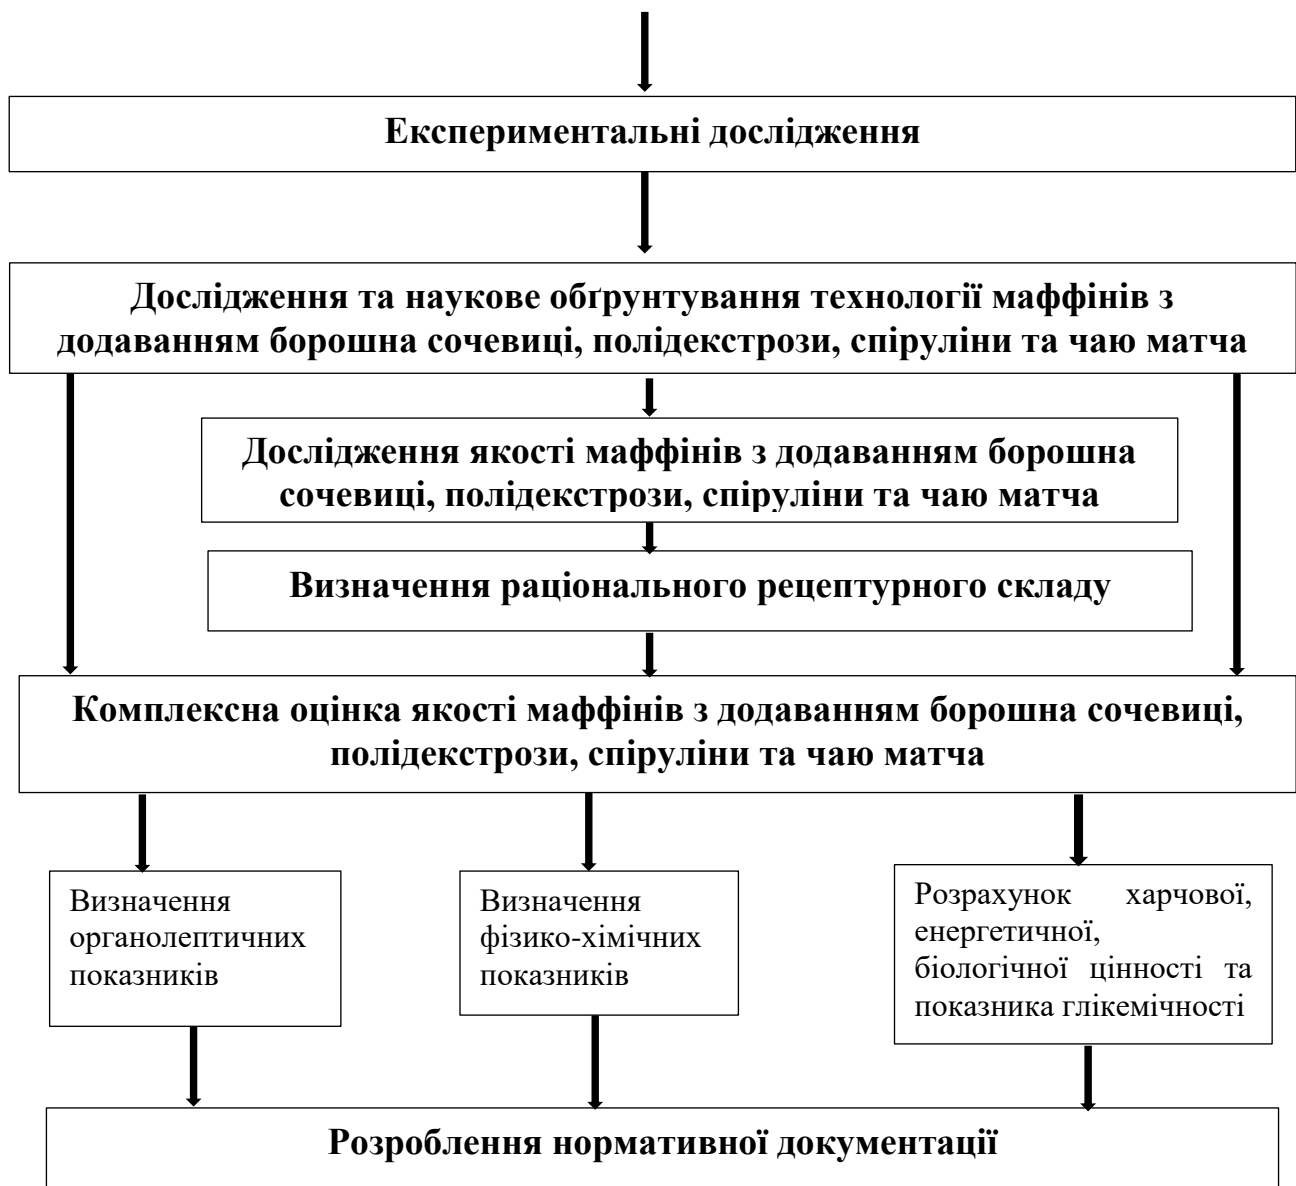 Експериментальні дослідження
Дослідження та наукове обґрунтування технології маффінів з
додаванням борошна сочевиці, полідекстрози, спіруліни та чаю матча
Дослідження якості маффінів з додаванням борошна
сочевиці, полідекстрози, спіруліни та чаю матча
Визначення раціонального рецептурного складу
Комплексна оцінка якості маффінів з додаванням борошна сочевиці,
полідекстрози, спіруліни та чаю матча
Визначення
органолептичних
показників
Визначення
фізико-хімічних
показників
Розрахунок харчової,
енергетичної,
біологічної цінності та
показника глікемічності
Розроблення нормативної документації